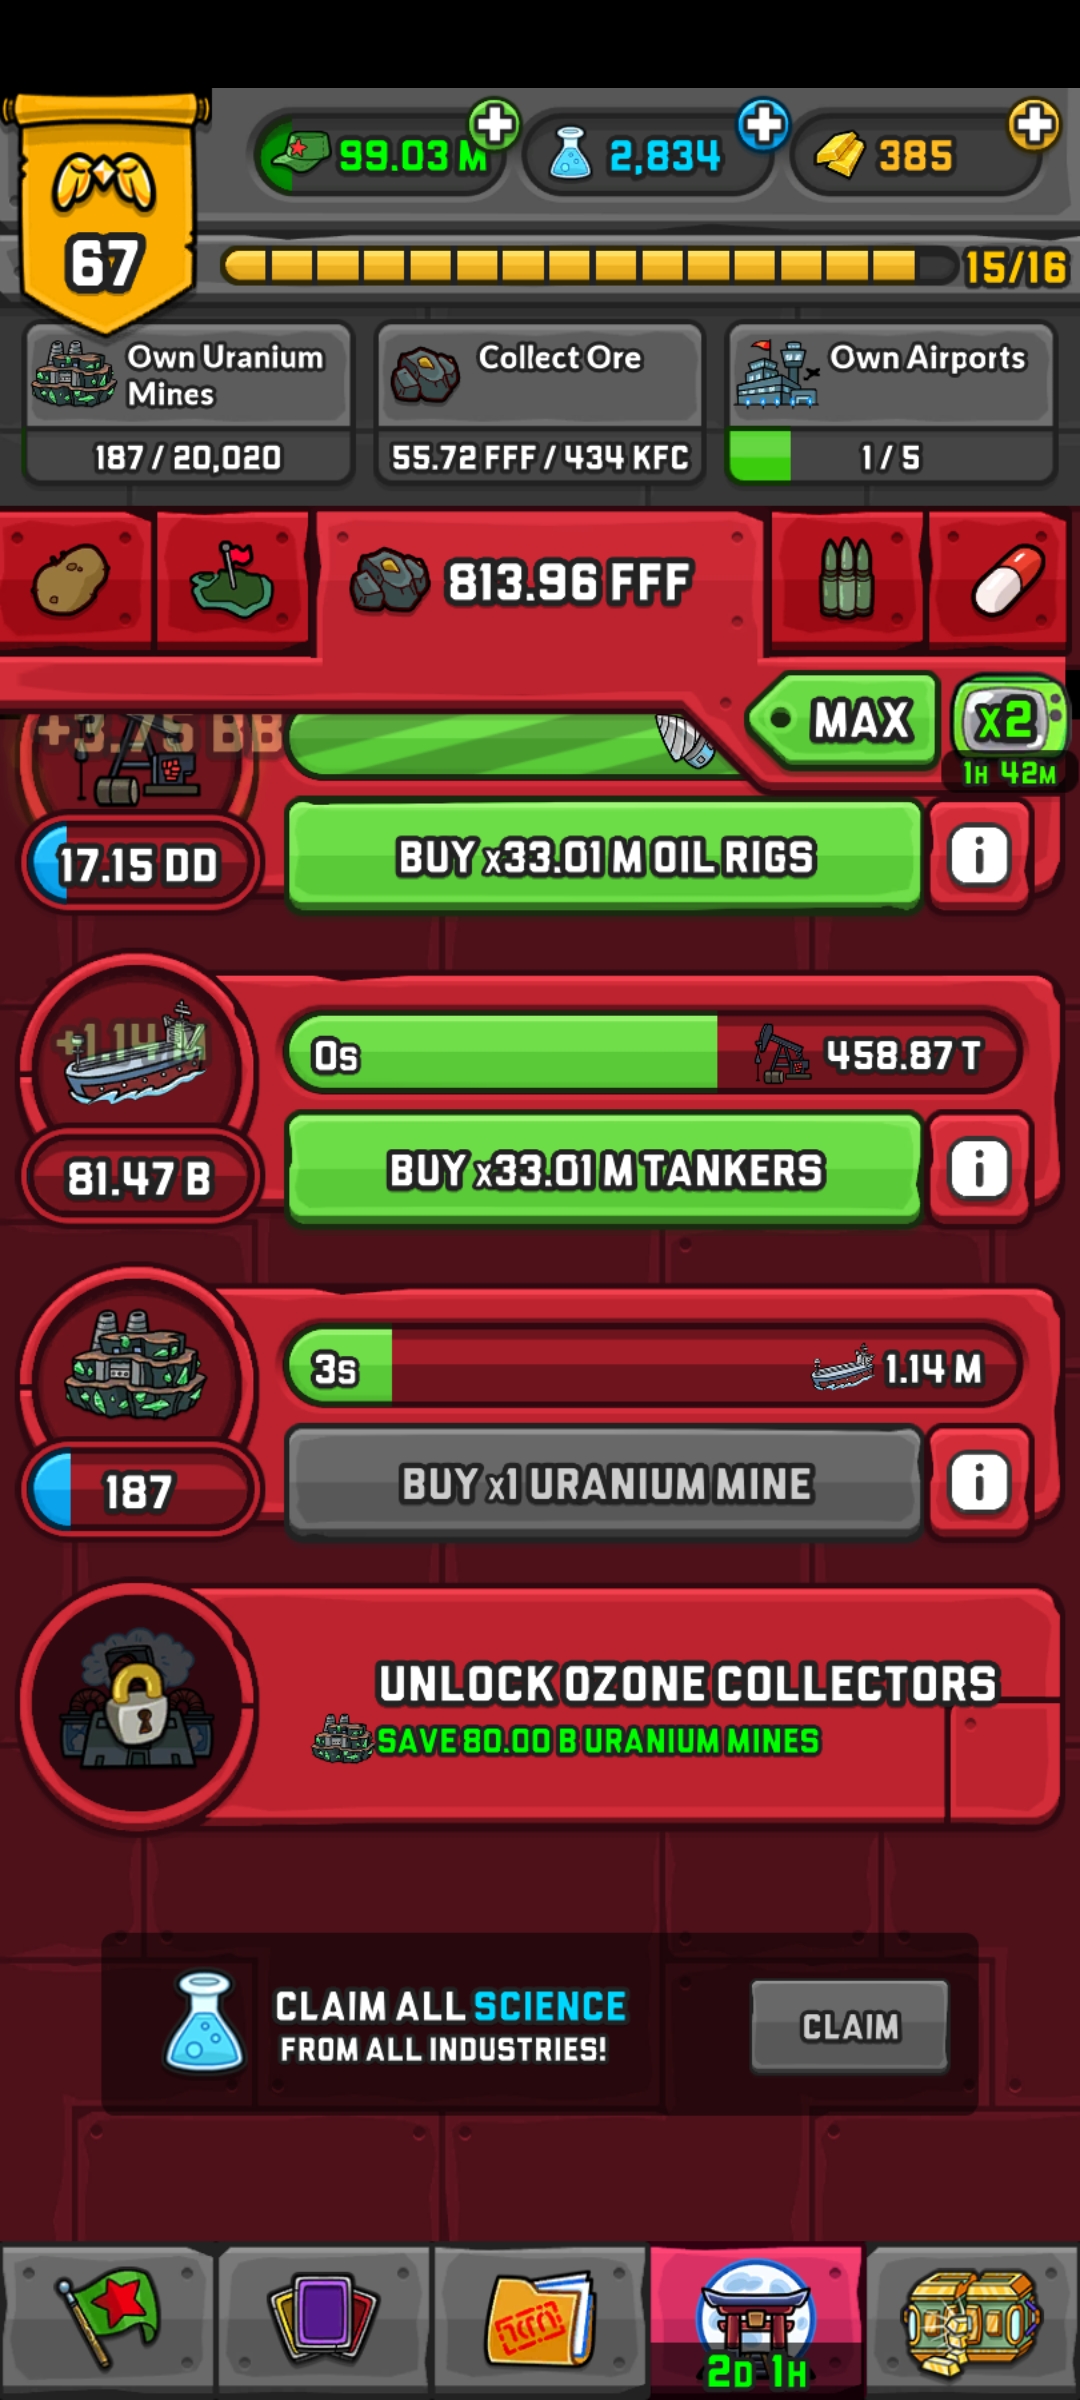 99.03 M
2,834
385
67
15/16
Own Uranium
Mines
187 / 20,020
Collect Ore
55.72 FFF / 434 KFC
Own Airports
1 / 5
813.96 FFF
MAX
x2
1H 42M
+3.75 BB
17.15 DD
BUY x33.01 M OIL RIGS
i
+1.14 M
0s
458.87 T
81.47 B
BUY x33.01 M TANKERS
i
3s
1.14 M
187
BUY x1 URANIUM MINE
i
UNLOCK OZONE COLLECTORS
SAVE 80.00 B URANIUM MINES
CLAIM ALL SCIENCE
FROM ALL INDUSTRIES!
CLAIM
2D 1H